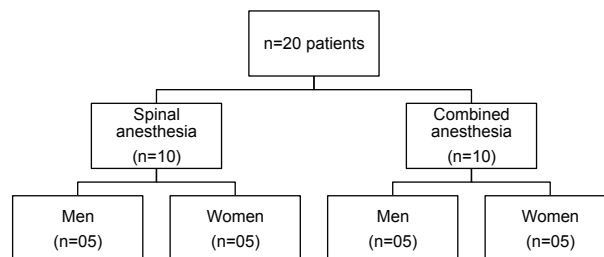 n=20 patients
Spinal
anesthesia
(n=10)
Combined
anesthesia
(n=10)
Men
(n=05)
Women
(n=05)
Men
(n=05)
Women
(n=05)